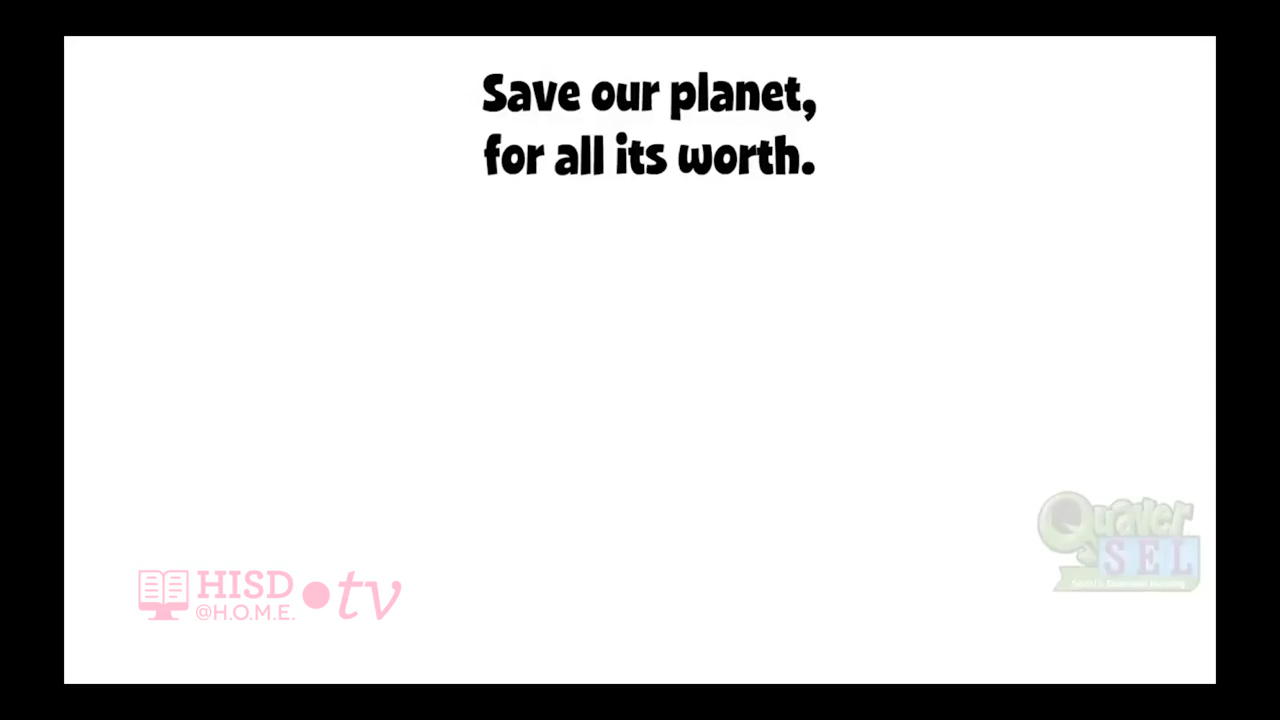 Save our planet,
for all its worth.
HISD
@H.O.M.E.
tv
Quaver
SEL